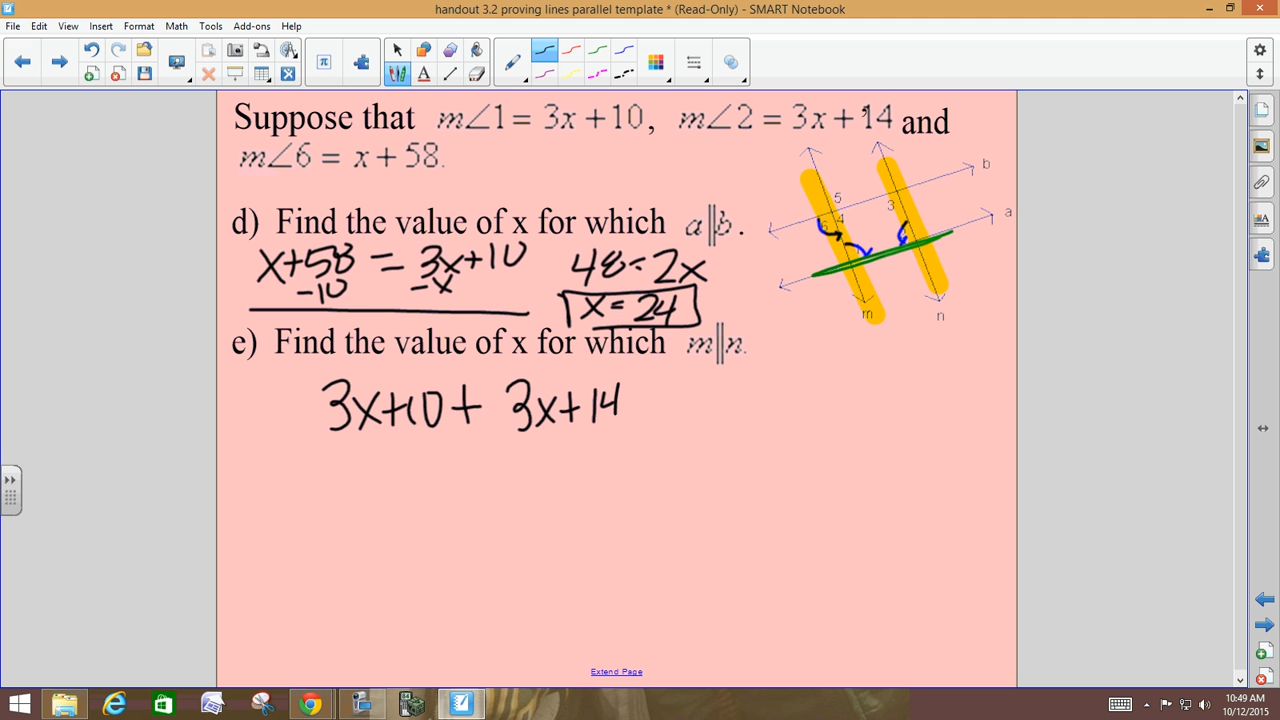 handout 3.2 proving lines parallel template * (Read-Only) - SMART Notebook
File Edit View Insert Format Math Tools Add-ons Help
Suppose that m∠1 = 3x + 10, m∠2 = 3x + 14 and
m∠6 = x + 58.
d) Find the value of x for which a∥b.
x+58 = 3x+10
-10 -x
48 = 2x
x = 24
e) Find the value of x for which m∥n.
3x+10 + 3x+14
b
5
4
3
a
m
n
Extend Page
10:49 AM
10/12/2015